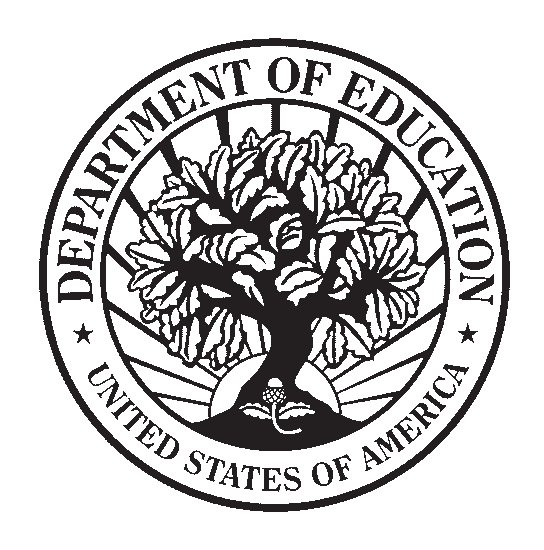 DEPARTMENT OF EDUCATION
UNITED STATES OF AMERICA